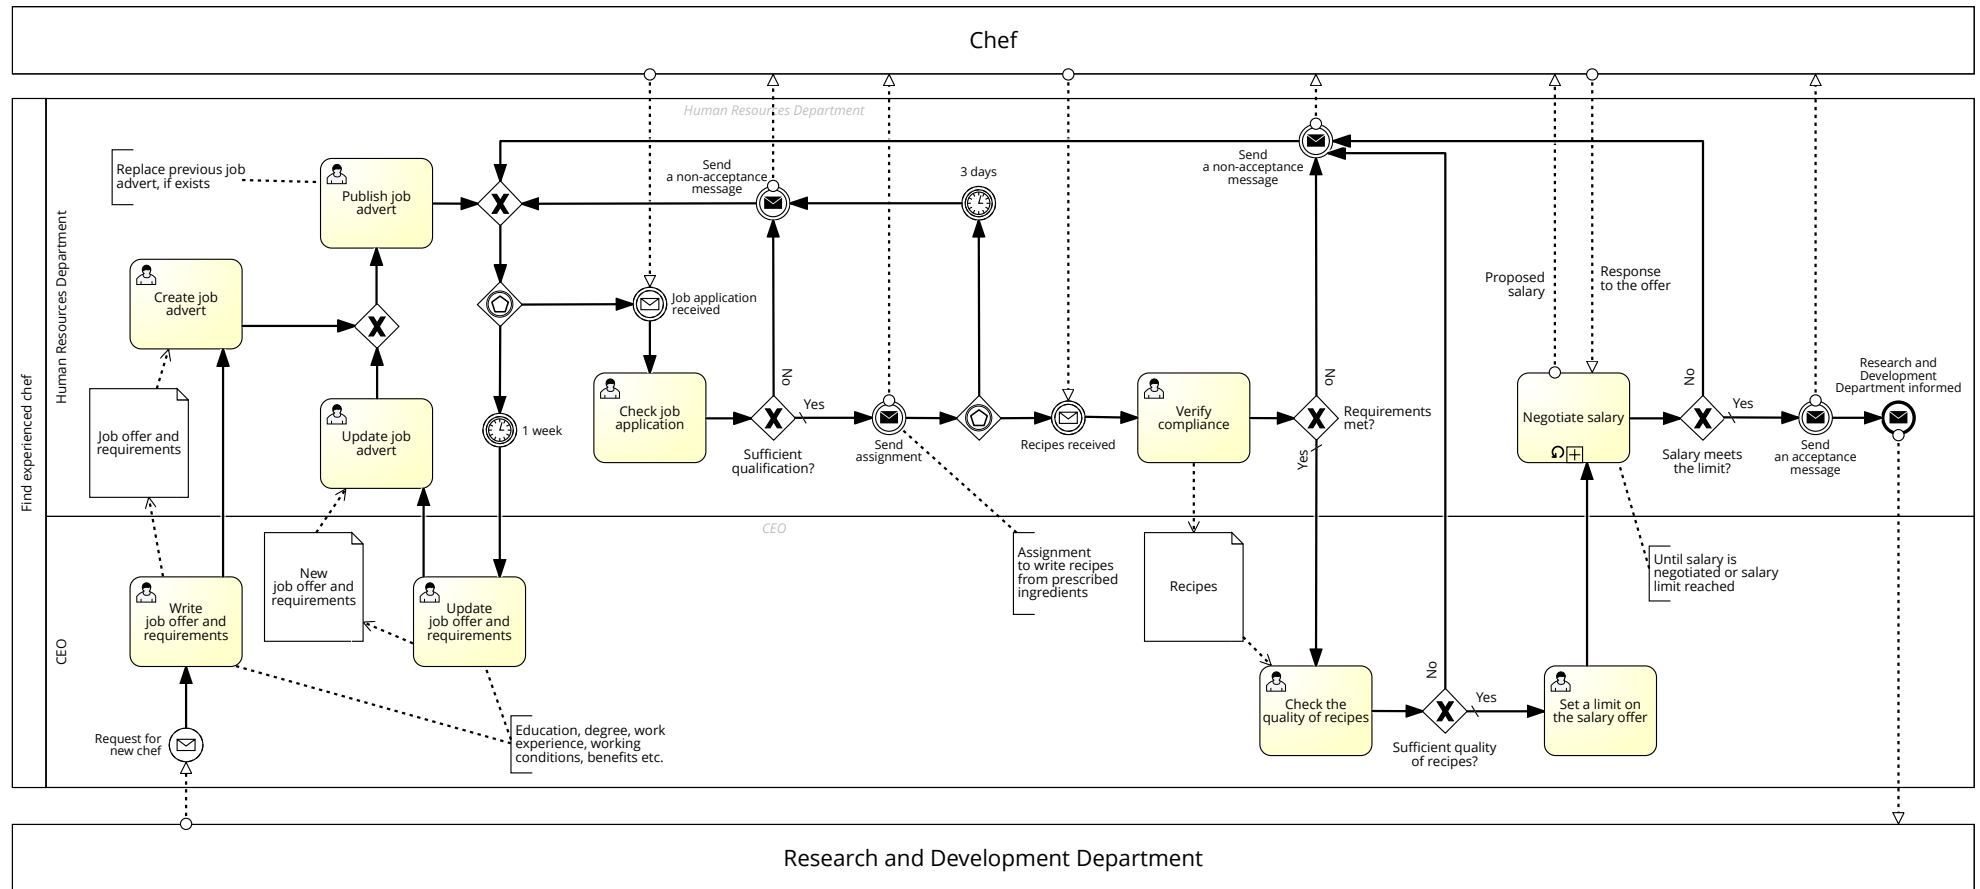 Chef
Find experienced chef
Human Resources Department
Human Resources Department
Replace previous job
advert, if exists
Publish job
advert
Create job
advert
Job offer and
requirements
Update job
advert
1 week
Job application
received
Send
a non-acceptance
message
3 days
Check job
application
No
Yes
Sufficient
qualification?
Send
assignment
Recipes received
Verify
compliance
Send
a non-acceptance
message
No
Requirements
met?
Yes
Proposed
salary
Response
to the offer
Negotiate salary
No
Yes
Salary meets
the limit?
Send
an acceptance
message
Research and
Development
Department informed
CEO
CEO
Write
job offer and
requirements
New
job offer and
requirements
Update
job offer and
requirements
Request for
new chef
Education, degree, work
experience, working
conditions, benefits etc.
Assignment
to write recipes
from prescribed
ingredients
Recipes
Check the
quality of recipes
No
Yes
Sufficient quality
of recipes?
Set a limit on
the salary offer
Until salary is
negotiated or salary
limit reached
Research and Development Department